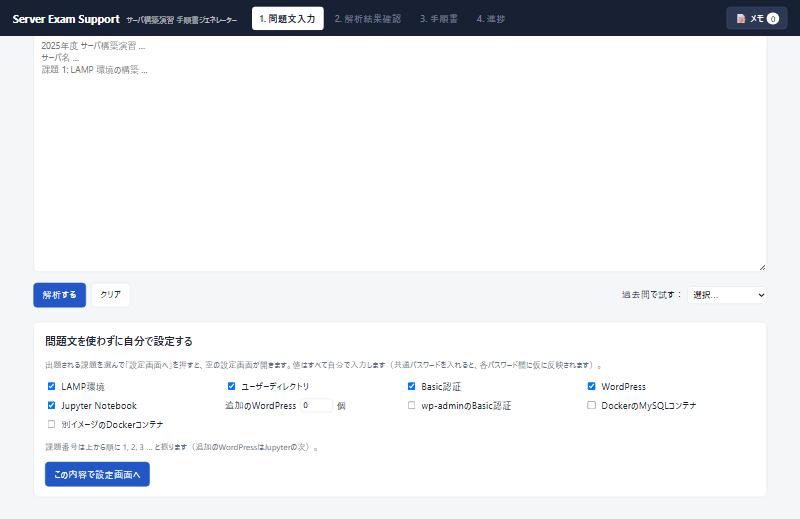 Server Exam Support サーバ構築演習 手順書ジェネレーター 1. 問題文入力 2. 解析結果確認 3. 手順書 4. 進捗 メモ 0
2025年度 サーバ構築演習 ...
サーバ名 ...
課題 1: LAMP 環境の構築 ...
解析する クリア 過去問で試す： 選択...
問題文を使わずに自分で設定する
出題される課題を選んで「設定画面へ」を押すと、空の設定画面が開きます。値はすべて自分で入力します（共通パスワードを入れると、各パスワード欄に仮に反映されます）。
LAMP環境 ユーザーディレクトリ Basic認証 WordPress
Jupyter Notebook 追加のWordPress 0 個 wp-adminのBasic認証 DockerのMySQLコンテナ
別イメージのDockerコンテナ
課題番号は上から順に 1, 2, 3 ... と振ります（追加のWordPressはJupyterの次）。
この内容で設定画面へ